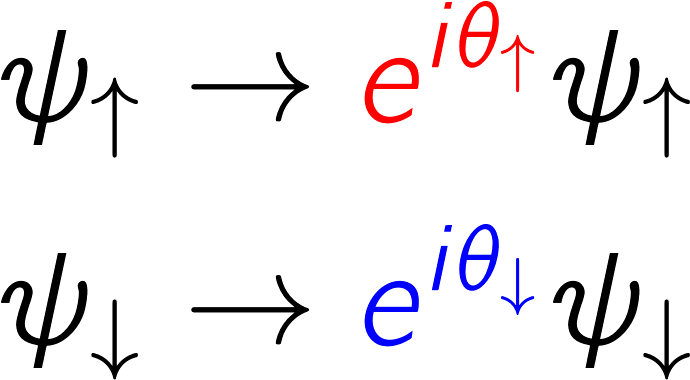 ψ↑ → e^{iθ↑} ψ↑
ψ↓ → e^{iθ↓} ψ↓